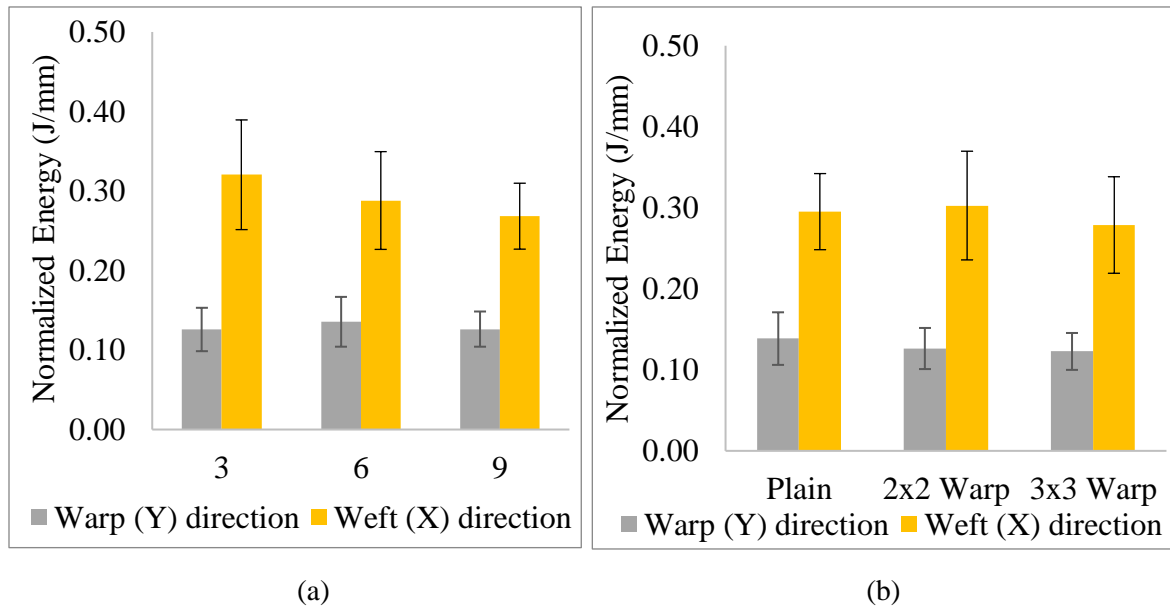 Normalized Energy (J/mm)
0.50
0.40
0.30
0.20
0.10
0.00
3 6 9
Warp (Y) direction Weft (X) direction
(a)
Normalized Energy (J/mm)
0.50
0.40
0.30
0.20
0.10
0.00
Plain 2x2 Warp 3x3 Warp
Warp (Y) direction Weft (X) direction
(b)